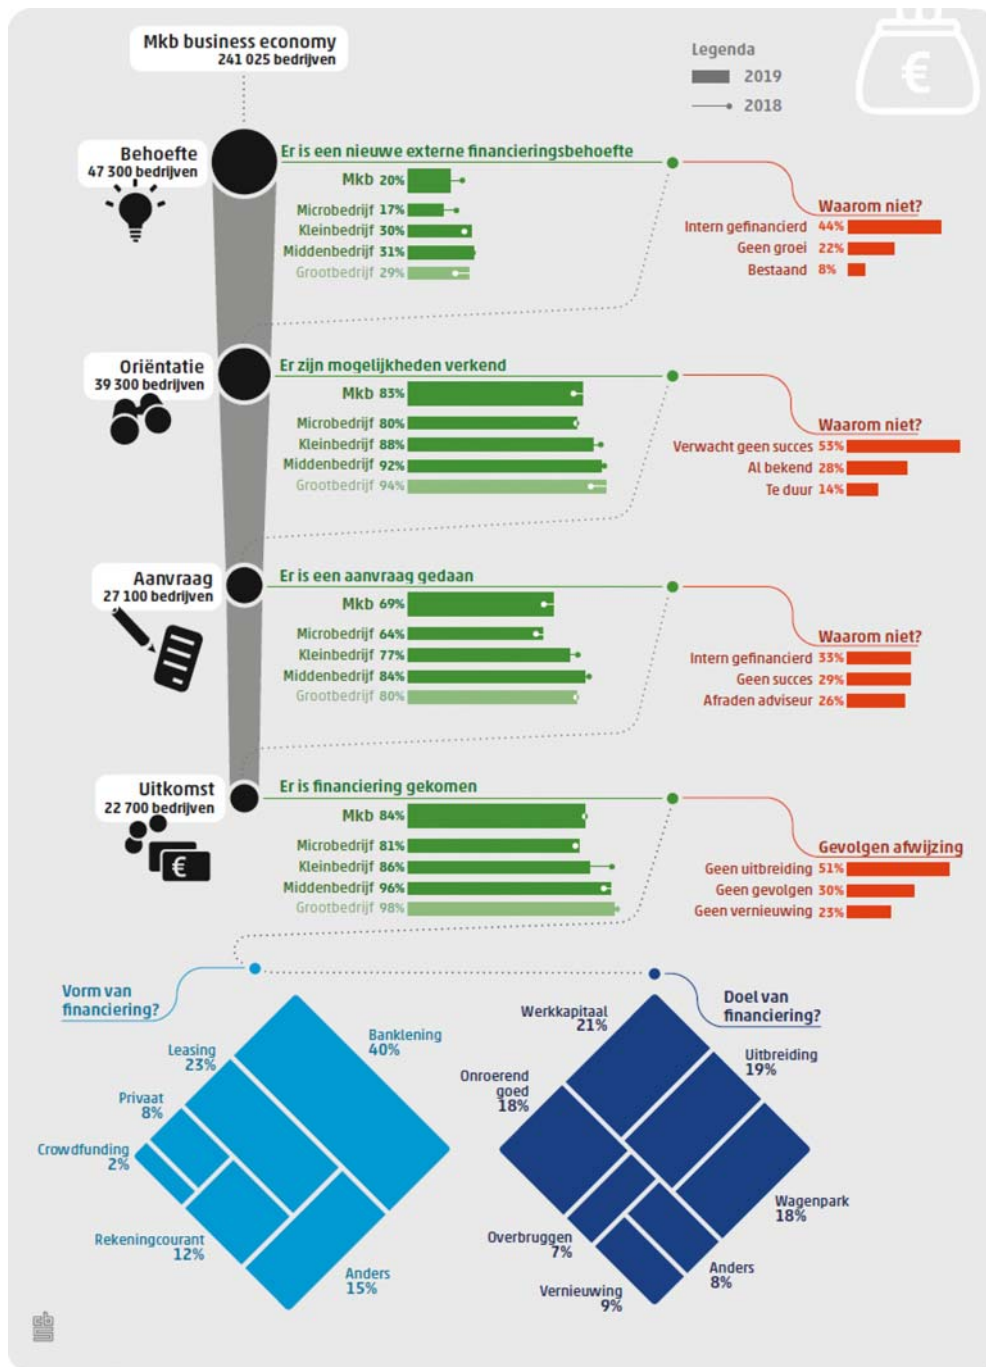 Mkb business economy
241 025 bedrijven
Legenda
2019
2018
€
Behoefte
47 300 bedrijven
Er is een nieuwe externe financieringsbehoefte
Mkb 20%
Microbedrijf 17%
Kleinbedrijf 30%
Middenbedrijf 31%
Grootbedrijf 29%
Waarom niet?
Intern gefinancierd 44%
Geen groei 22%
Bestaand 8%
Oriëntatie
39 300 bedrijven
Er zijn mogelijkheden verkend
Mkb 83%
Microbedrijf 80%
Kleinbedrijf 88%
Middenbedrijf 92%
Grootbedrijf 94%
Waarom niet?
Verwacht geen succes 53%
Al bekend 28%
Te duur 14%
Aanvraag
27 100 bedrijven
Er is een aanvraag gedaan
Mkb 69%
Microbedrijf 64%
Kleinbedrijf 77%
Middenbedrijf 84%
Grootbedrijf 80%
Waarom niet?
Intern gefinancierd 33%
Geen succes 29%
Afraden adviseur 26%
Uitkomst
22 700 bedrijven
€
Er is financiering gekomen
Mkb 84%
Microbedrijf 81%
Kleinbedrijf 86%
Middenbedrijf 96%
Grootbedrijf 98%
Gevolgen afwijzing
Geen uitbreiding 51%
Geen gevolgen 30%
Geen vernieuwing 23%
Vorm van
financiering?
Banklening
40%
Leasing
23%
Privaat
8%
Crowdfunding
2%
Rekeningcourant
12%
Anders
15%
Doel van
financiering?
Werkkapitaal
21%
Uitbreiding
19%
Onroerend
goed
18%
Wagenpark
18%
Overbruggen
7%
Anders
8%
Vernieuwing
9%
cbs